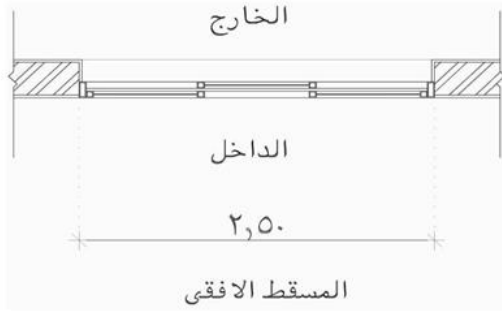 الخارج
الداخل
٢,٥٠
المسقط الافقى